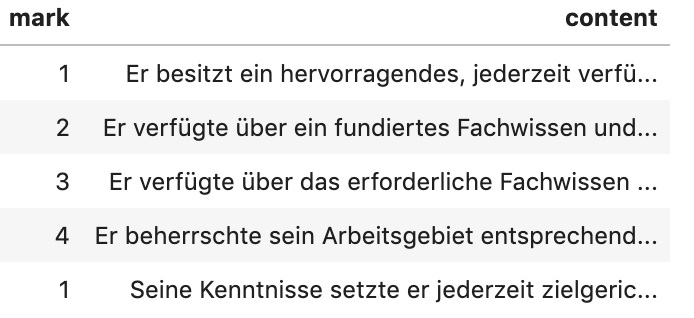 mark content
1 Er besitzt ein hervorragendes, jederzeit verfü...
2 Er verfügte über ein fundiertes Fachwissen und...
3 Er verfügte über das erforderliche Fachwissen ...
4 Er beherrschte sein Arbeitsgebiet entsprechend...
1 Seine Kenntnisse setzte er jederzeit zielgeric...